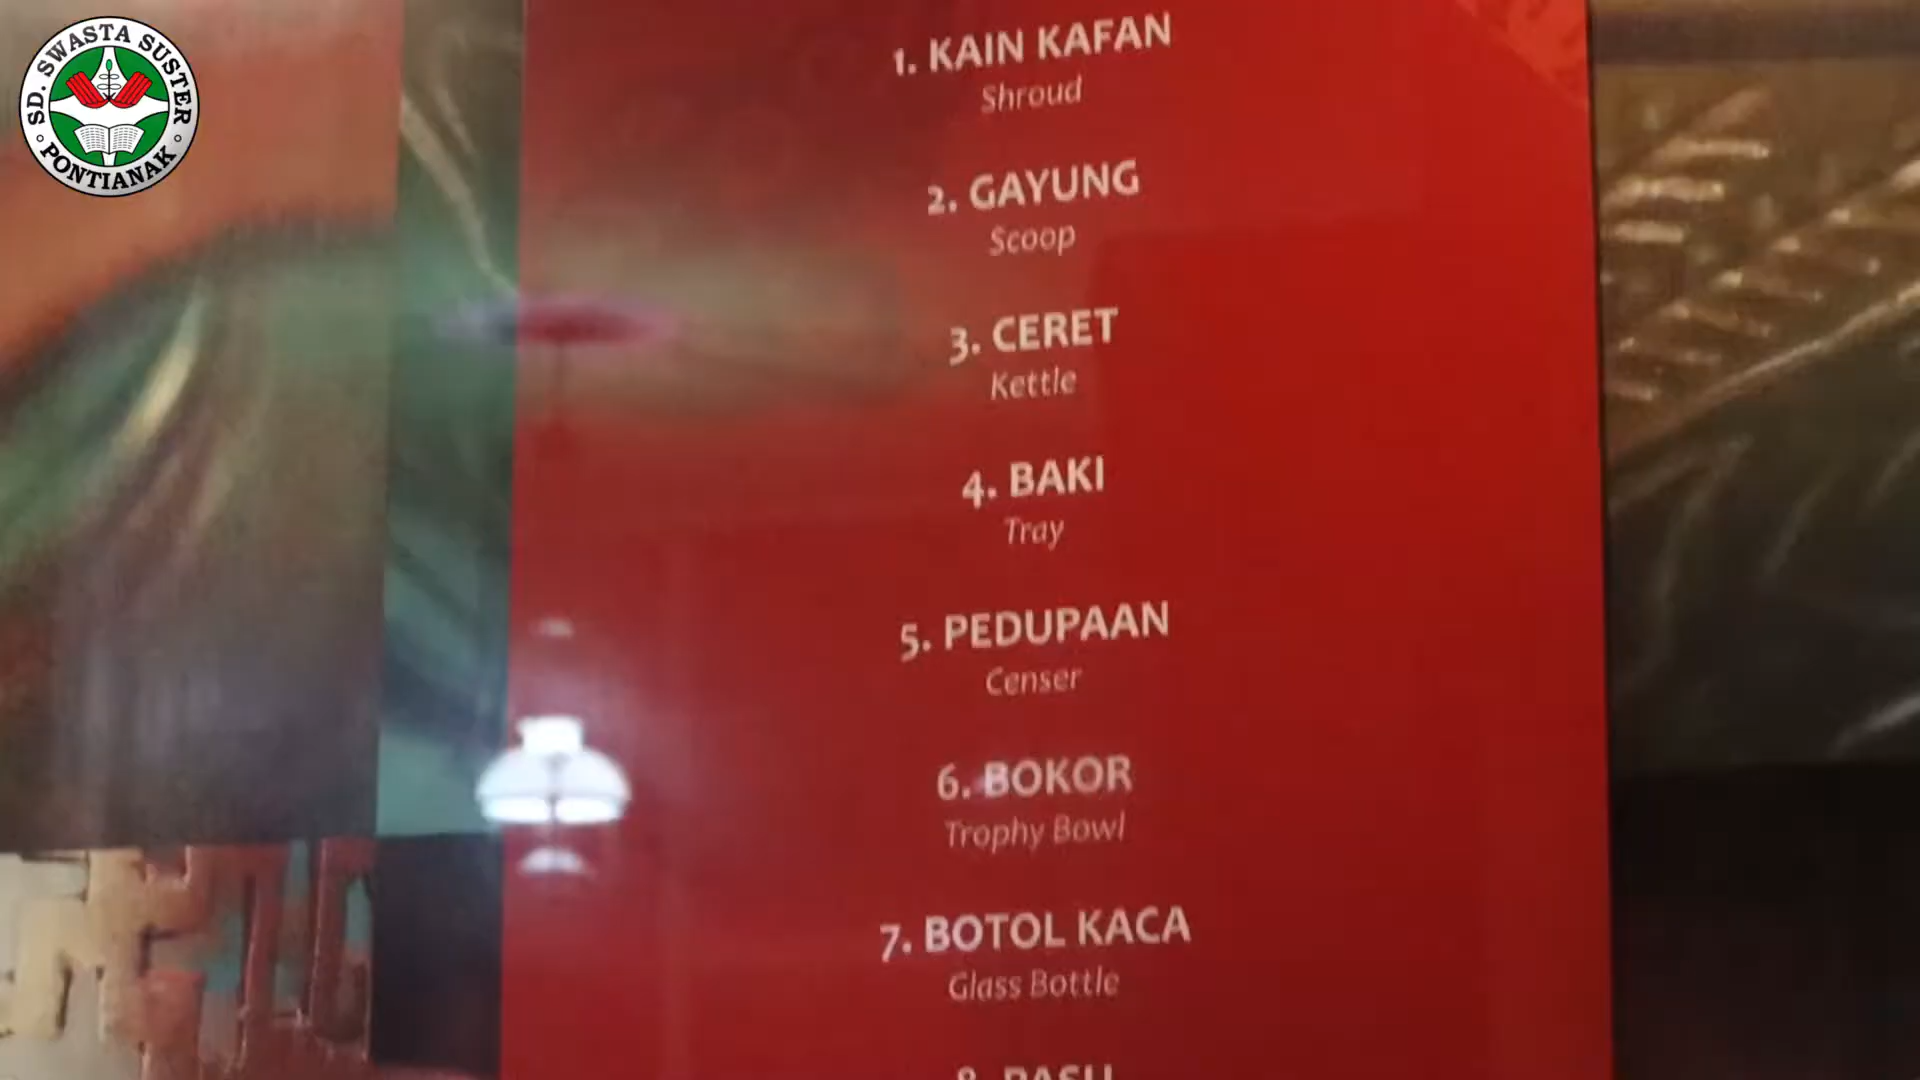 SD. SWASTA SUSTER
PONTIANAK
1. KAIN KAFAN
Shroud
2. GAYUNG
Scoop
3. CERET
Kettle
4. BAKI
Tray
5. PEDUPAAN
Censer
6. BOKOR
Trophy Bowl
7. BOTOL KACA
Glass Bottle